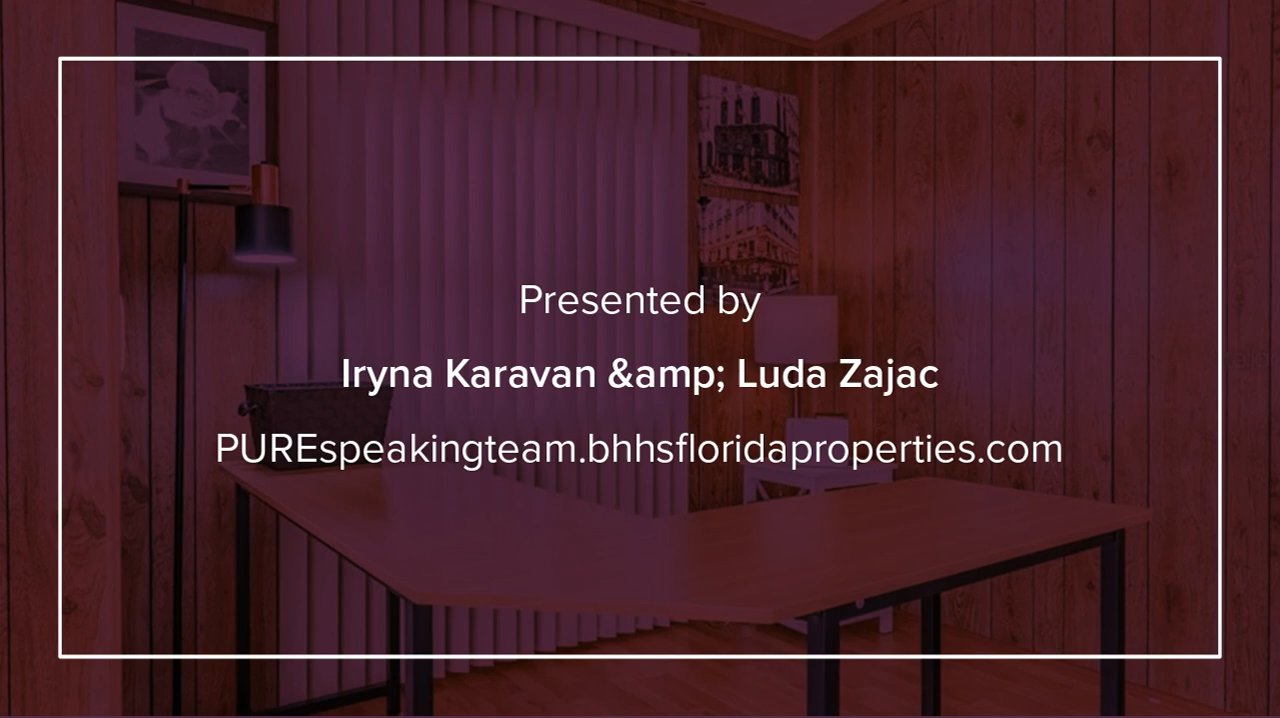 Presented by
Iryna Karavan &amp; Luda Zajac
PUREspeakingteam.bhhsfloridaproperties.com